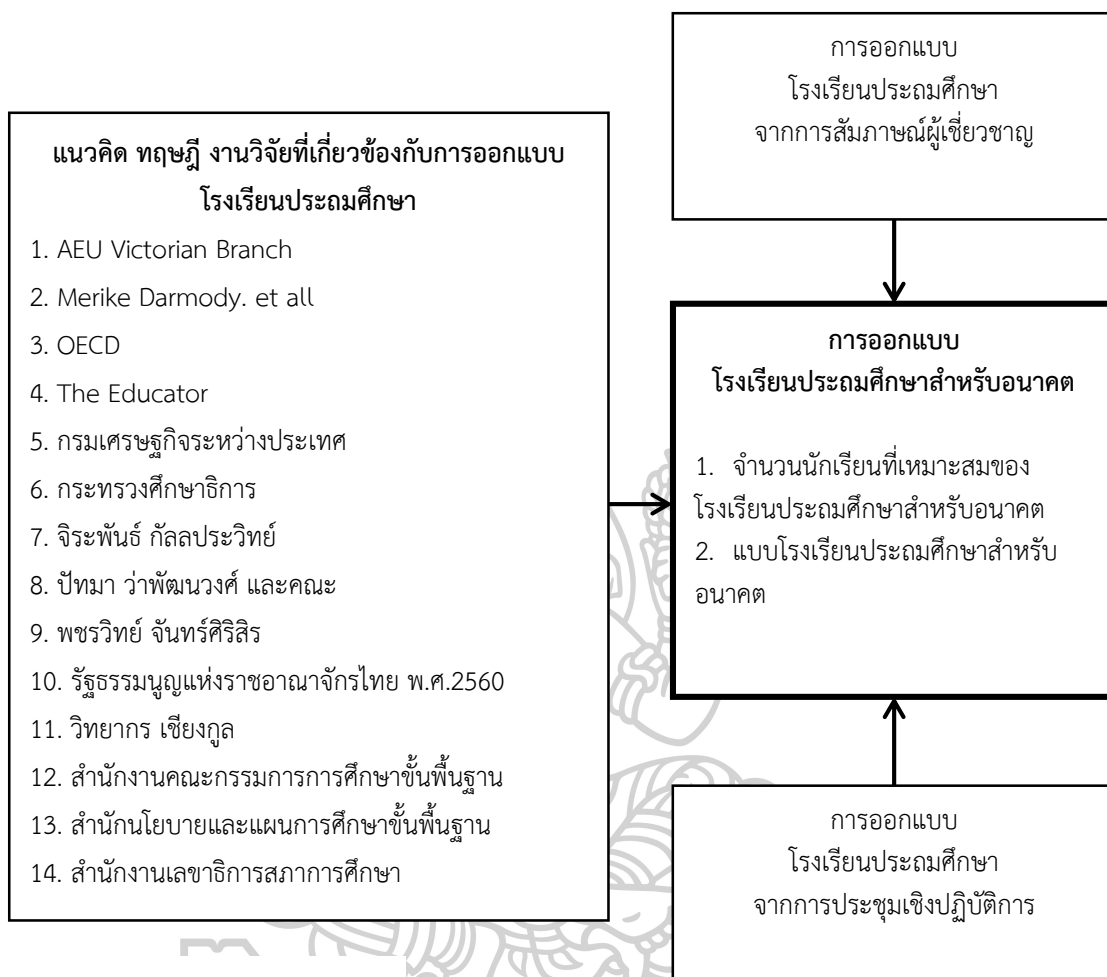 แนวคิด ทฤษฎี งานวิจัยที่เกี่ยวข้องกับการออกแบบ
โรงเรียนประถมศึกษา
1. AEU Victorian Branch
2. Merike Darmody. et all
3. OECD
4. The Educator
5. กรมเศรษฐกิจระหว่างประเทศ
6. กระทรวงศึกษาธิการ
7. จิระพันธ์ กัลลประวิทย์
8. ปัทมา ว่าพัฒนวงศ์ และคณะ
9. พชรวิทย์ จันทร์ศิริสิร
10. รัฐธรรมนูญแห่งราชอาณาจักรไทย พ.ศ.2560
11. วิทยากร เชียงกูล
12. สำนักงานคณะกรรมการการศึกษาขั้นพื้นฐาน
13. สำนักนโยบายและแผนการศึกษาขั้นพื้นฐาน
14. สำนักงานเลขาธิการสภาการศึกษา
การออกแบบ
โรงเรียนประถมศึกษา
จากการสัมภาษณ์ผู้เชี่ยวชาญ
การออกแบบ
โรงเรียนประถมศึกษาสำหรับอนาคต
1. จำนวนนักเรียนที่เหมาะสมของ
โรงเรียนประถมศึกษาสำหรับอนาคต
2. แบบโรงเรียนประถมศึกษาสำหรับ
อนาคต
การออกแบบ
โรงเรียนประถมศึกษา
จากการประชุมเชิงปฏิบัติการ